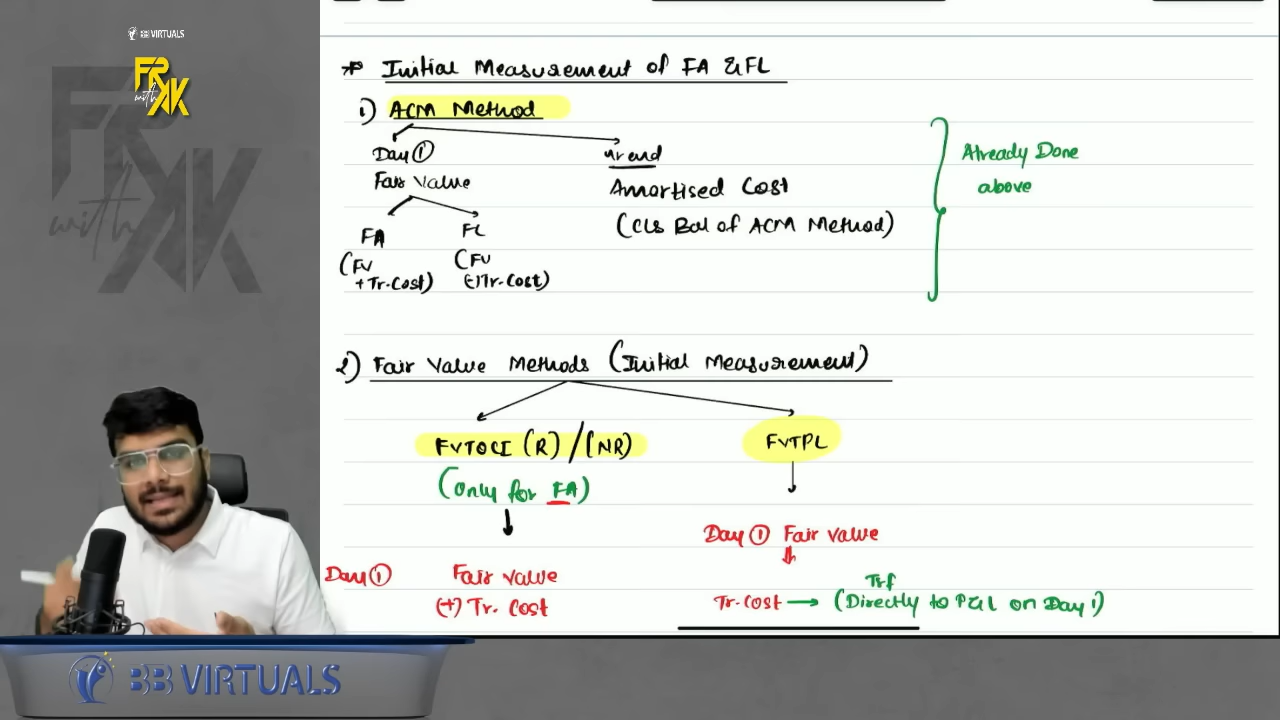 BB VIRTUALS
FR
with
AK
* Initial Measurement of FA & FL
1) ACM Method
Day ①
Yr end
Already Done
above
Fair Value
Amortised Cost
(Cls Bal of ACM Method)
FA
FL
(FV
+Tr.Cost)
(FV
(-)Tr.Cost)
2) Fair Value Methods (Initial Measurement)
FVTOCI (R)/(NR)
FVTPL
(Only for FA)
Day ① Fair Value
Day ①
Fair Value
(+) Tr. Cost
Trf
Tr.Cost → (Directly to P&L on Day 1)
BB VIRTUALS